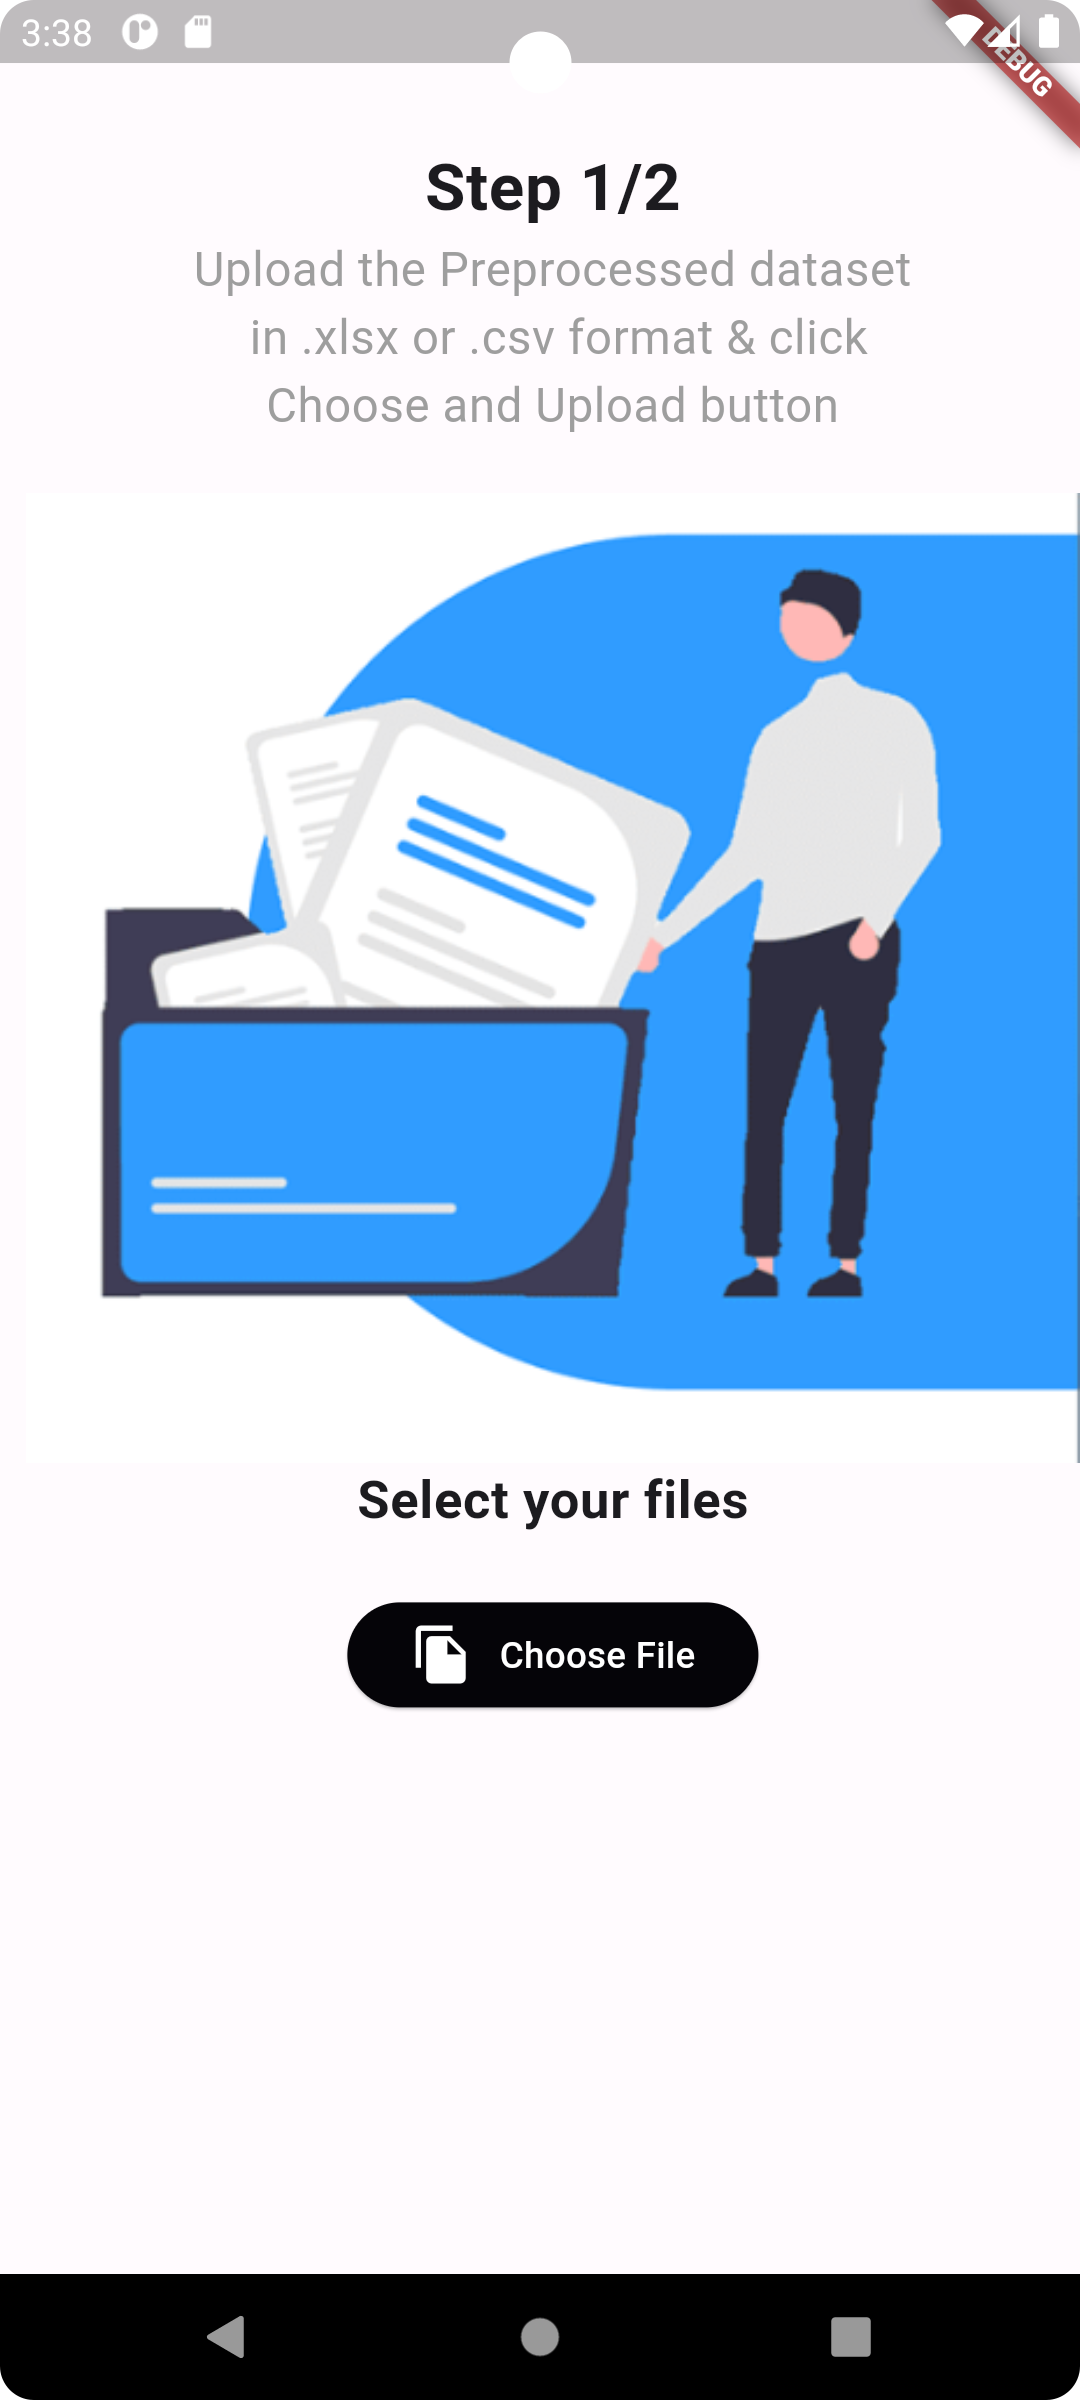 3:38
DEBUG
Step 1/2
Upload the Preprocessed dataset
in .xlsx or .csv format & click
Choose and Upload button
Select your files
Choose File